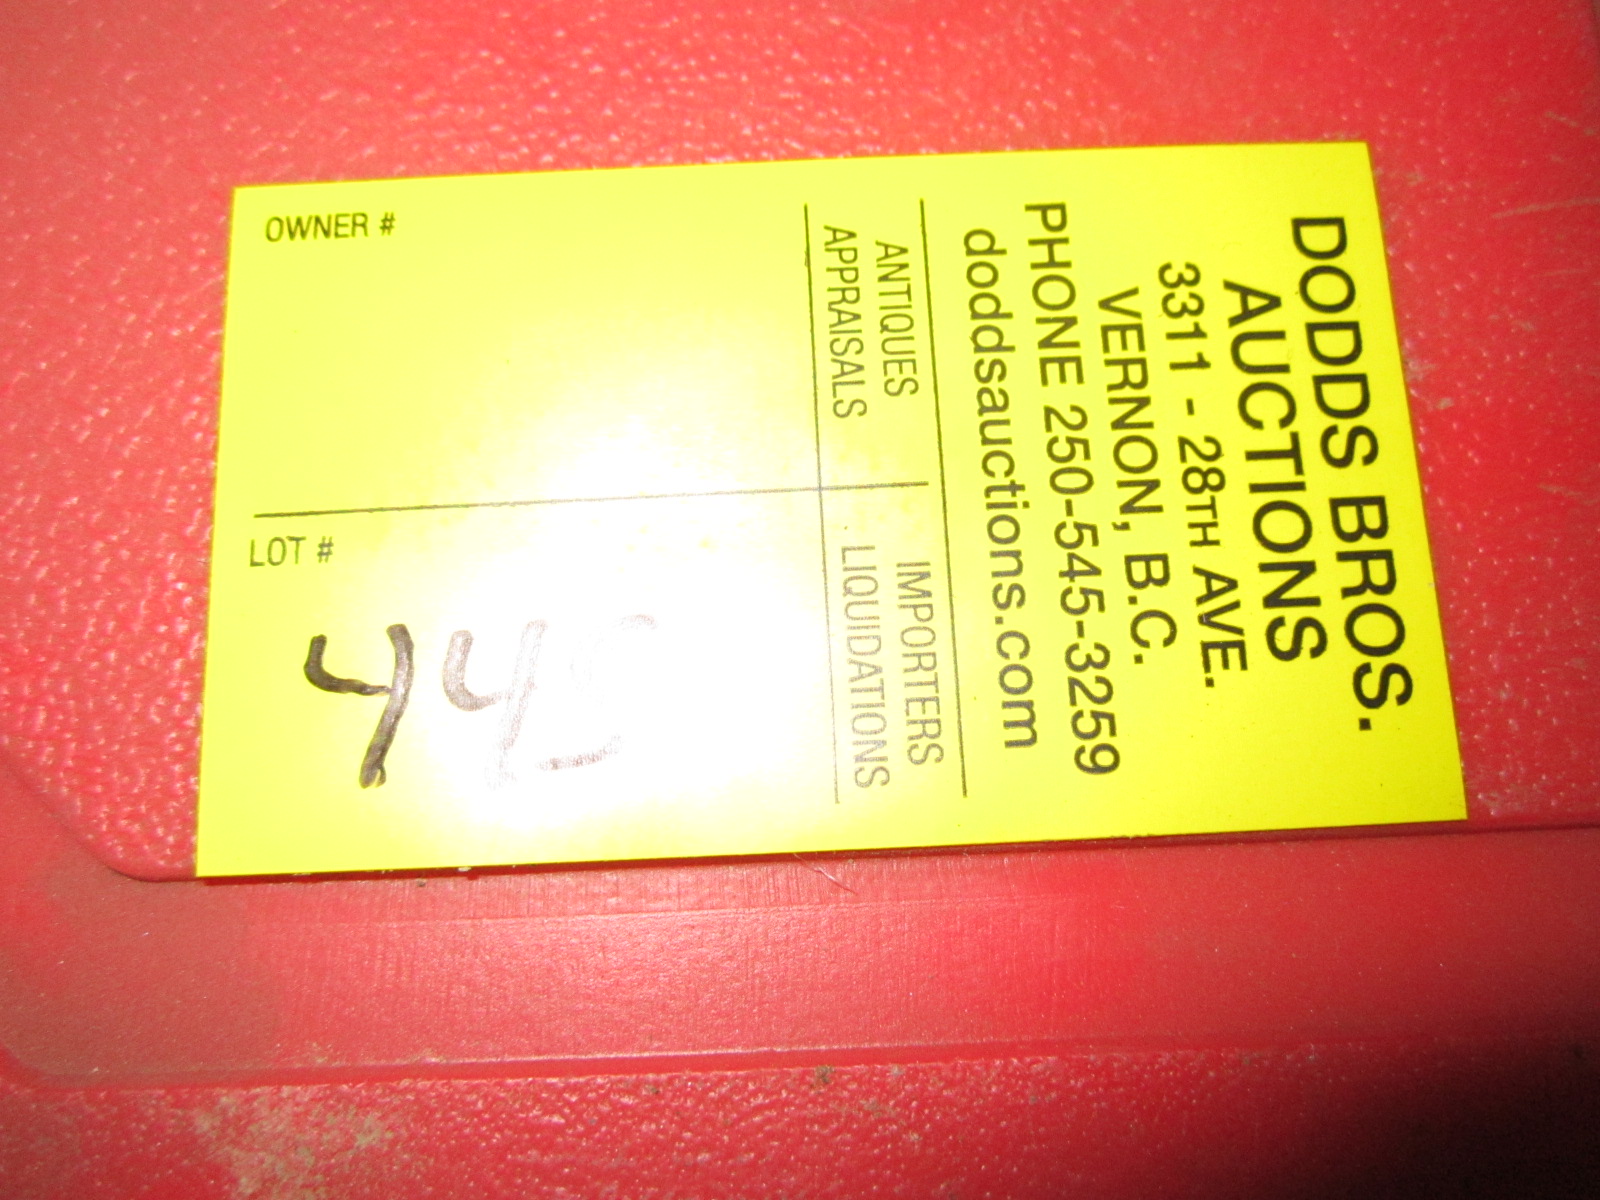 DODDS BROS.
AUCTIONS
3311 - 28TH AVE.
VERNON, B.C.
PHONE 250-545-3259
doddsauctions.com
ANTIQUES IMPORTERS
APPRAISALS LIQUIDATIONS
OWNER #
LOT #
445